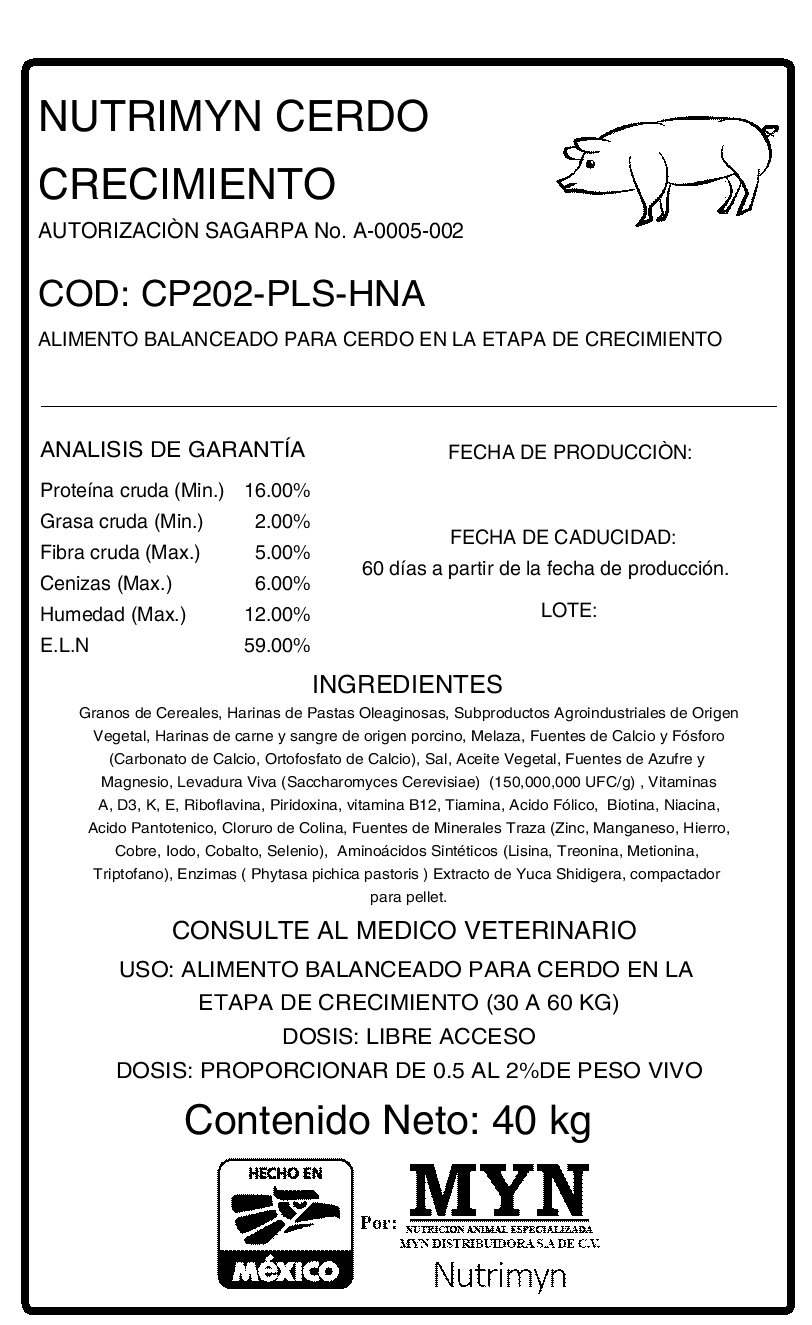 NUTRIMYN CERDO
CRECIMIENTO
AUTORIZACIÒN SAGARPA No. A-0005-002
COD: CP202-PLS-HNA
ALIMENTO BALANCEADO PARA CERDO EN LA ETAPA DE CRECIMIENTO
ANALISIS DE GARANTÍA
Proteína cruda (Min.) 16.00%
Grasa cruda (Min.) 2.00%
Fibra cruda (Max.) 5.00%
Cenizas (Max.) 6.00%
Humedad (Max.) 12.00%
E.L.N 59.00%
FECHA DE PRODUCCIÒN:
FECHA DE CADUCIDAD:
60 días a partir de la fecha de producción.
LOTE:
INGREDIENTES
Granos de Cereales, Harinas de Pastas Oleaginosas, Subproductos Agroindustriales de Origen
Vegetal, Harinas de carne y sangre de origen porcino, Melaza, Fuentes de Calcio y Fósforo
(Carbonato de Calcio, Ortofosfato de Calcio), Sal, Aceite Vegetal, Fuentes de Azufre y
Magnesio, Levadura Viva (Saccharomyces Cerevisiae) (150,000,000 UFC/g) , Vitaminas
A, D3, K, E, Riboflavina, Piridoxina, vitamina B12, Tiamina, Acido Fólico, Biotina, Niacina,
Acido Pantotenico, Cloruro de Colina, Fuentes de Minerales Traza (Zinc, Manganeso, Hierro,
Cobre, Iodo, Cobalto, Selenio), Aminoácidos Sintéticos (Lisina, Treonina, Metionina,
Triptofano), Enzimas ( Phytasa pichica pastoris ) Extracto de Yuca Shidigera, compactador
para pellet.
CONSULTE AL MEDICO VETERINARIO
USO: ALIMENTO BALANCEADO PARA CERDO EN LA
ETAPA DE CRECIMIENTO (30 A 60 KG)
DOSIS: LIBRE ACCESO
DOSIS: PROPORCIONAR DE 0.5 AL 2%DE PESO VIVO
Contenido Neto: 40 kg
HECHO EN
MéXICO
Por:
MYN
NUTRICION ANIMAL ESPECIALIZADA
MYN DISTRIBUIDORA S.A DE C.V.
Nutrimyn